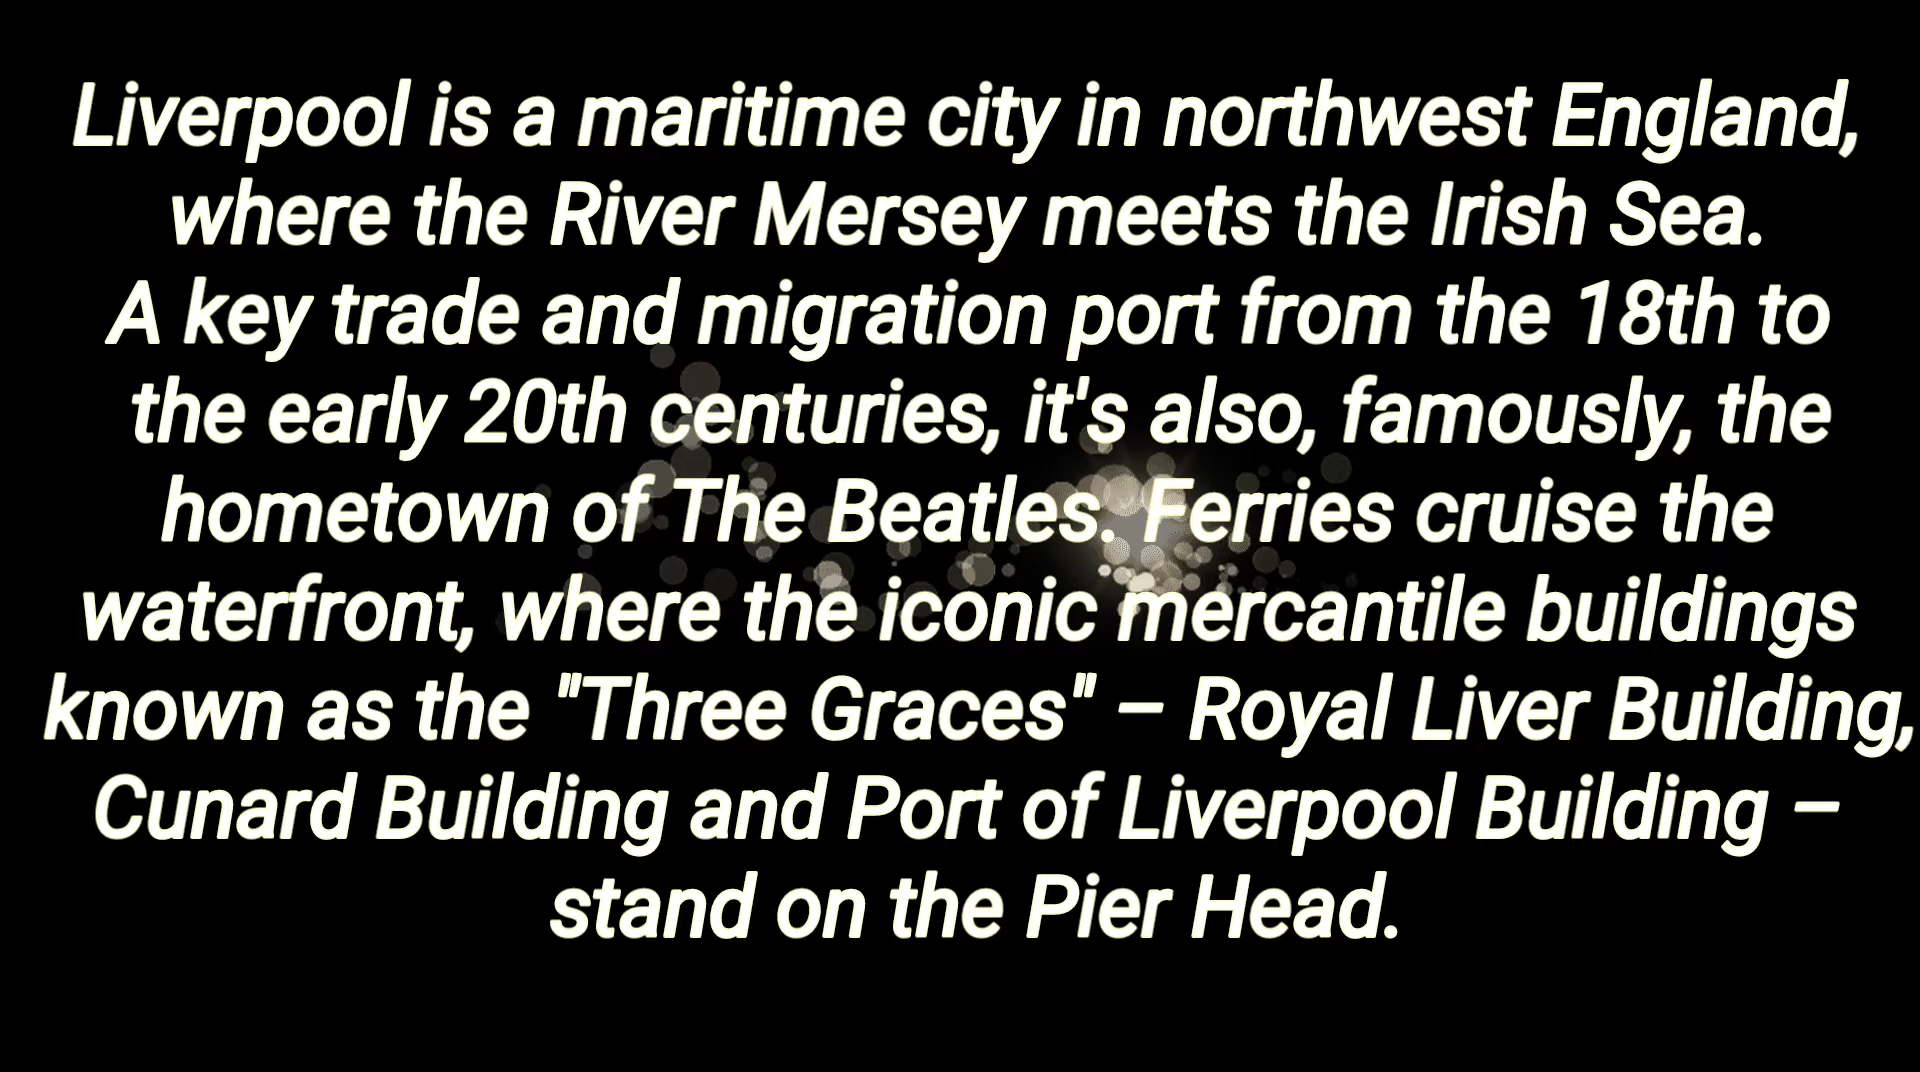 Liverpool is a maritime city in northwest England,
where the River Mersey meets the Irish Sea.
A key trade and migration port from the 18th to
the early 20th centuries, it's also, famously, the
hometown of The Beatles. Ferries cruise the
waterfront, where the iconic mercantile buildings
known as the "Three Graces" – Royal Liver Building,
Cunard Building and Port of Liverpool Building –
stand on the Pier Head.